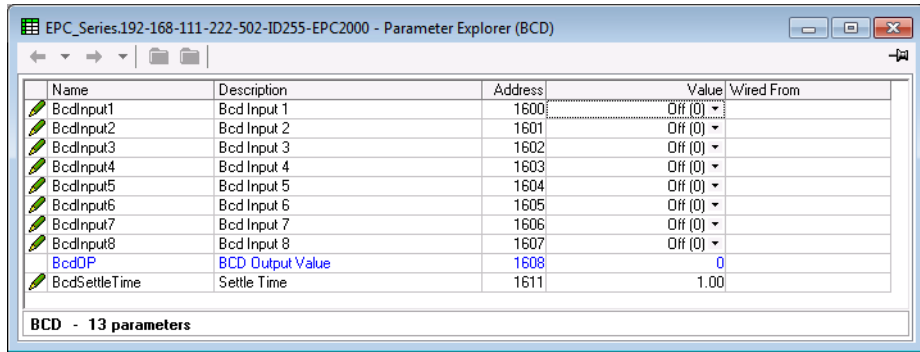 EPC_Series.192-168-111-222-502-ID255-EPC2000 - Parameter Explorer (BCD)
Name Description Address Value Wired From
BcdInput1 Bcd Input 1 1600 Off (0)
BcdInput2 Bcd Input 2 1601 Off (0)
BcdInput3 Bcd Input 3 1602 Off (0)
BcdInput4 Bcd Input 4 1603 Off (0)
BcdInput5 Bcd Input 5 1604 Off (0)
BcdInput6 Bcd Input 6 1605 Off (0)
BcdInput7 Bcd Input 7 1606 Off (0)
BcdInput8 Bcd Input 8 1607 Off (0)
BcdOP BCD Output Value 1608 0
BcdSettleTime Settle Time 1611 1.00
BCD - 13 parameters